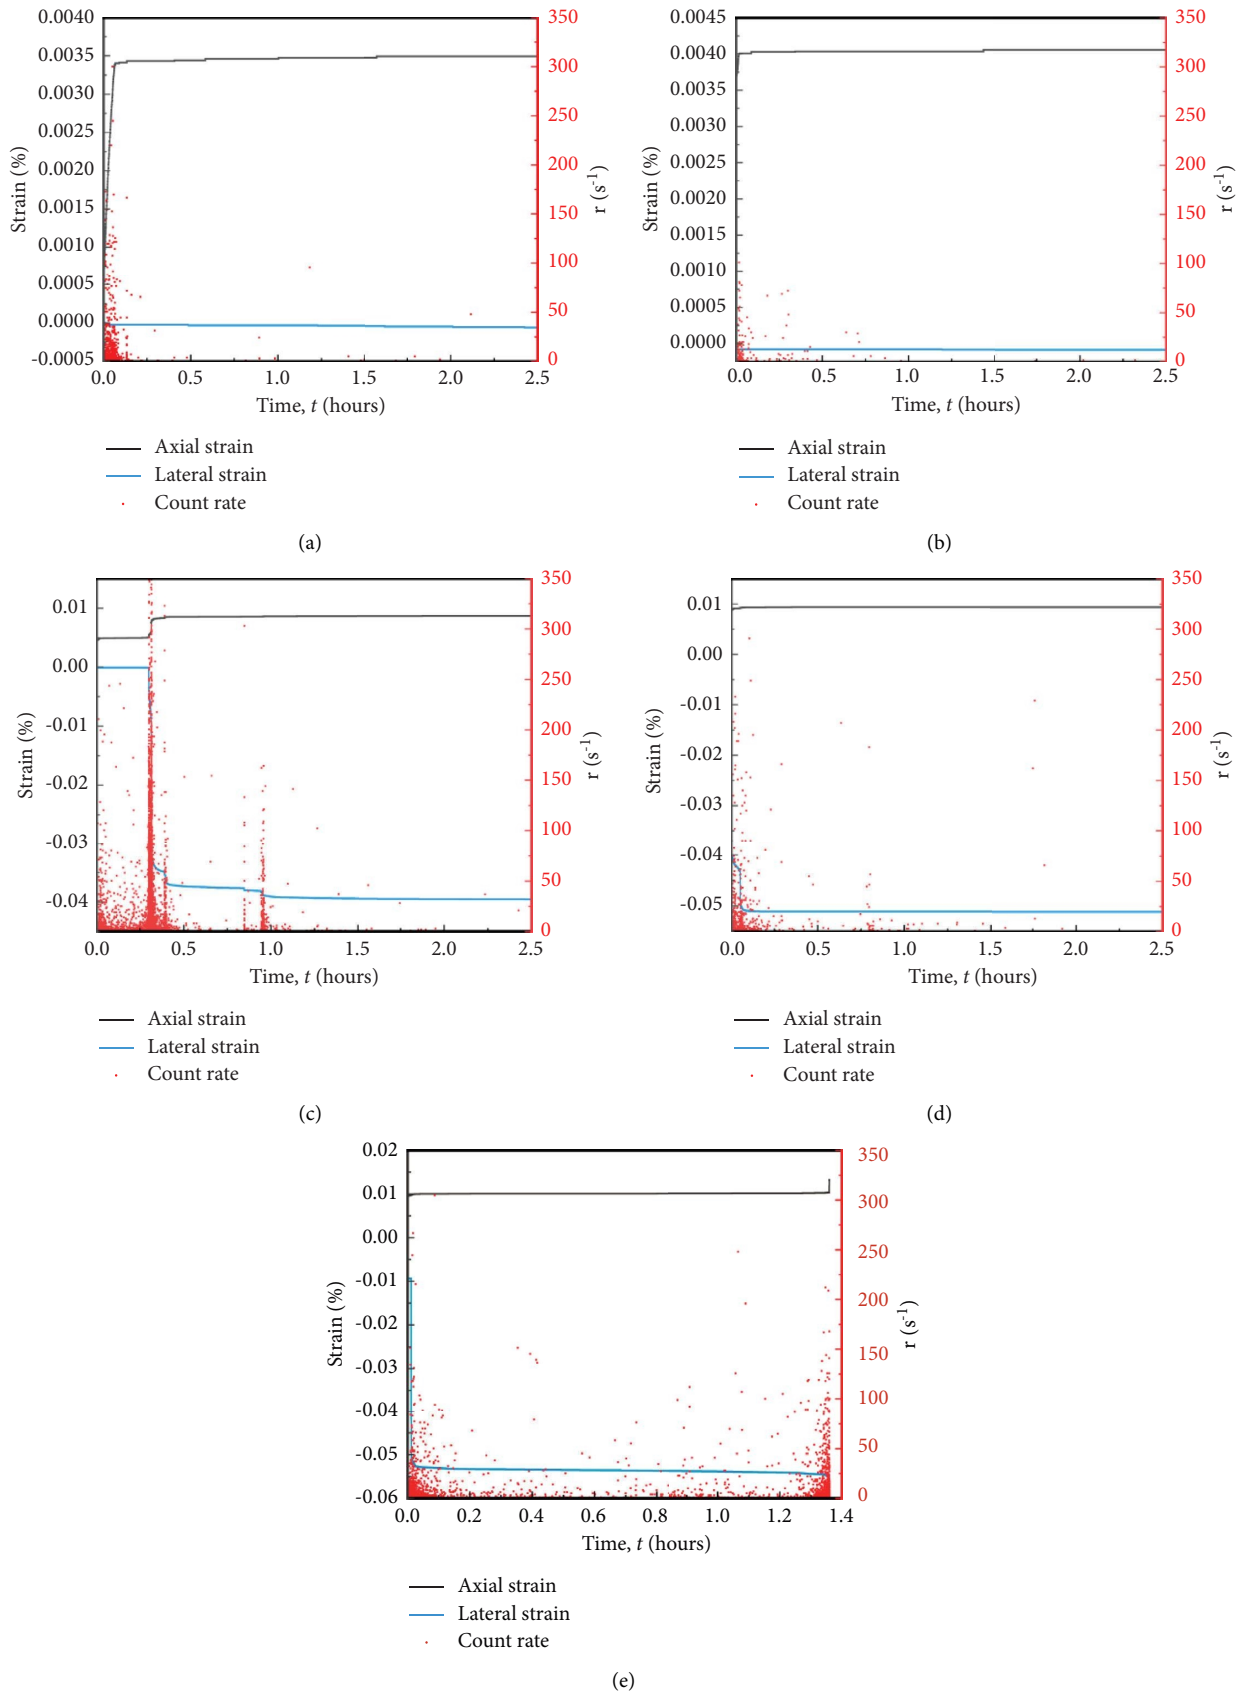 0.0040
0.0035
0.0030
0.0025
0.0020
0.0015
0.0010
0.0005
0.0000
-0.0005
Strain (%)
350
300
250
200
150
100
50
0
r (s⁻¹)
0.0 0.5 1.0 1.5 2.0 2.5
Time, t (hours)
Axial strain
Lateral strain
Count rate
(a)
0.0045
0.0040
0.0035
0.0030
0.0045
0.0020
0.0015
0.0010
0.0005
0.0000
Strain (%)
350
300
250
200
150
100
50
0
r (s⁻¹)
0.0 0.5 1.0 1.5 2.0 2.5
Time, t (hours)
Axial strain
Lateral strain
Count rate
(b)
0.01
0.00
-0.01
-0.02
-0.03
-0.04
Strain (%)
350
300
250
200
150
100
50
0
r (s⁻¹)
0.0 0.5 1.0 1.5 2.0 2.5
Time, t (hours)
Axial strain
Lateral strain
Count rate
(c)
0.01
0.00
-0.01
-0.02
-0.03
-0.04
-0.05
Strain (%)
350
300
250
200
150
100
50
0
r (s⁻¹)
0.0 0.5 1.0 1.5 2.0 2.5
Time, t (hours)
Axial strain
Lateral strain
Count rate
(d)
0.02
0.01
0.00
-0.01
-0.02
-0.03
-0.04
-0.05
-0.06
Strain (%)
350
300
250
200
150
100
50
0
r (s⁻¹)
0.0 0.2 0.4 0.6 0.8 1.0 1.2 1.4
Time, t (hours)
Axial strain
Lateral strain
Count rate
(e)